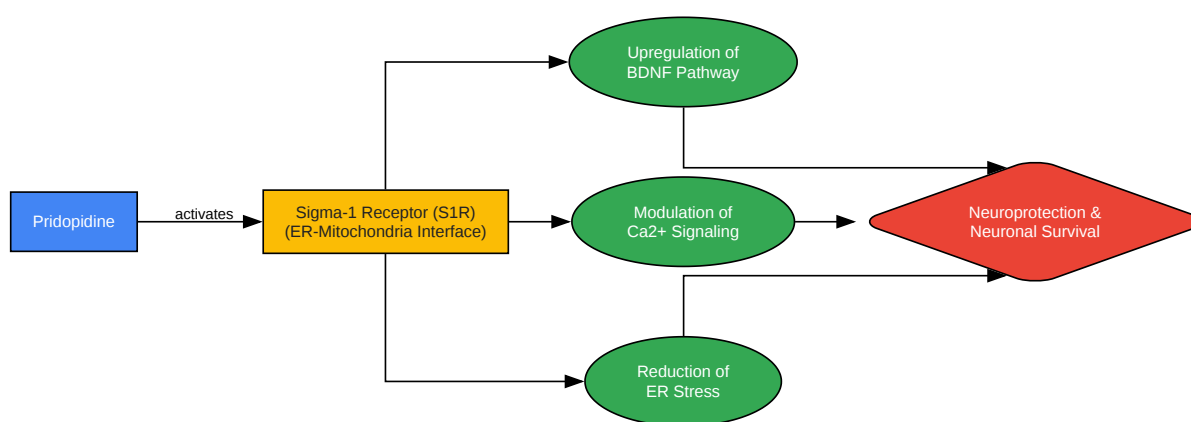 Upregulation of
BDNF Pathway
Pridopidine
activates
Sigma-1 Receptor (S1R)
(ER-Mitochondria Interface)
Modulation of
Ca2+ Signaling
Neuroprotection &
Neuronal Survival
Reduction of
ER Stress